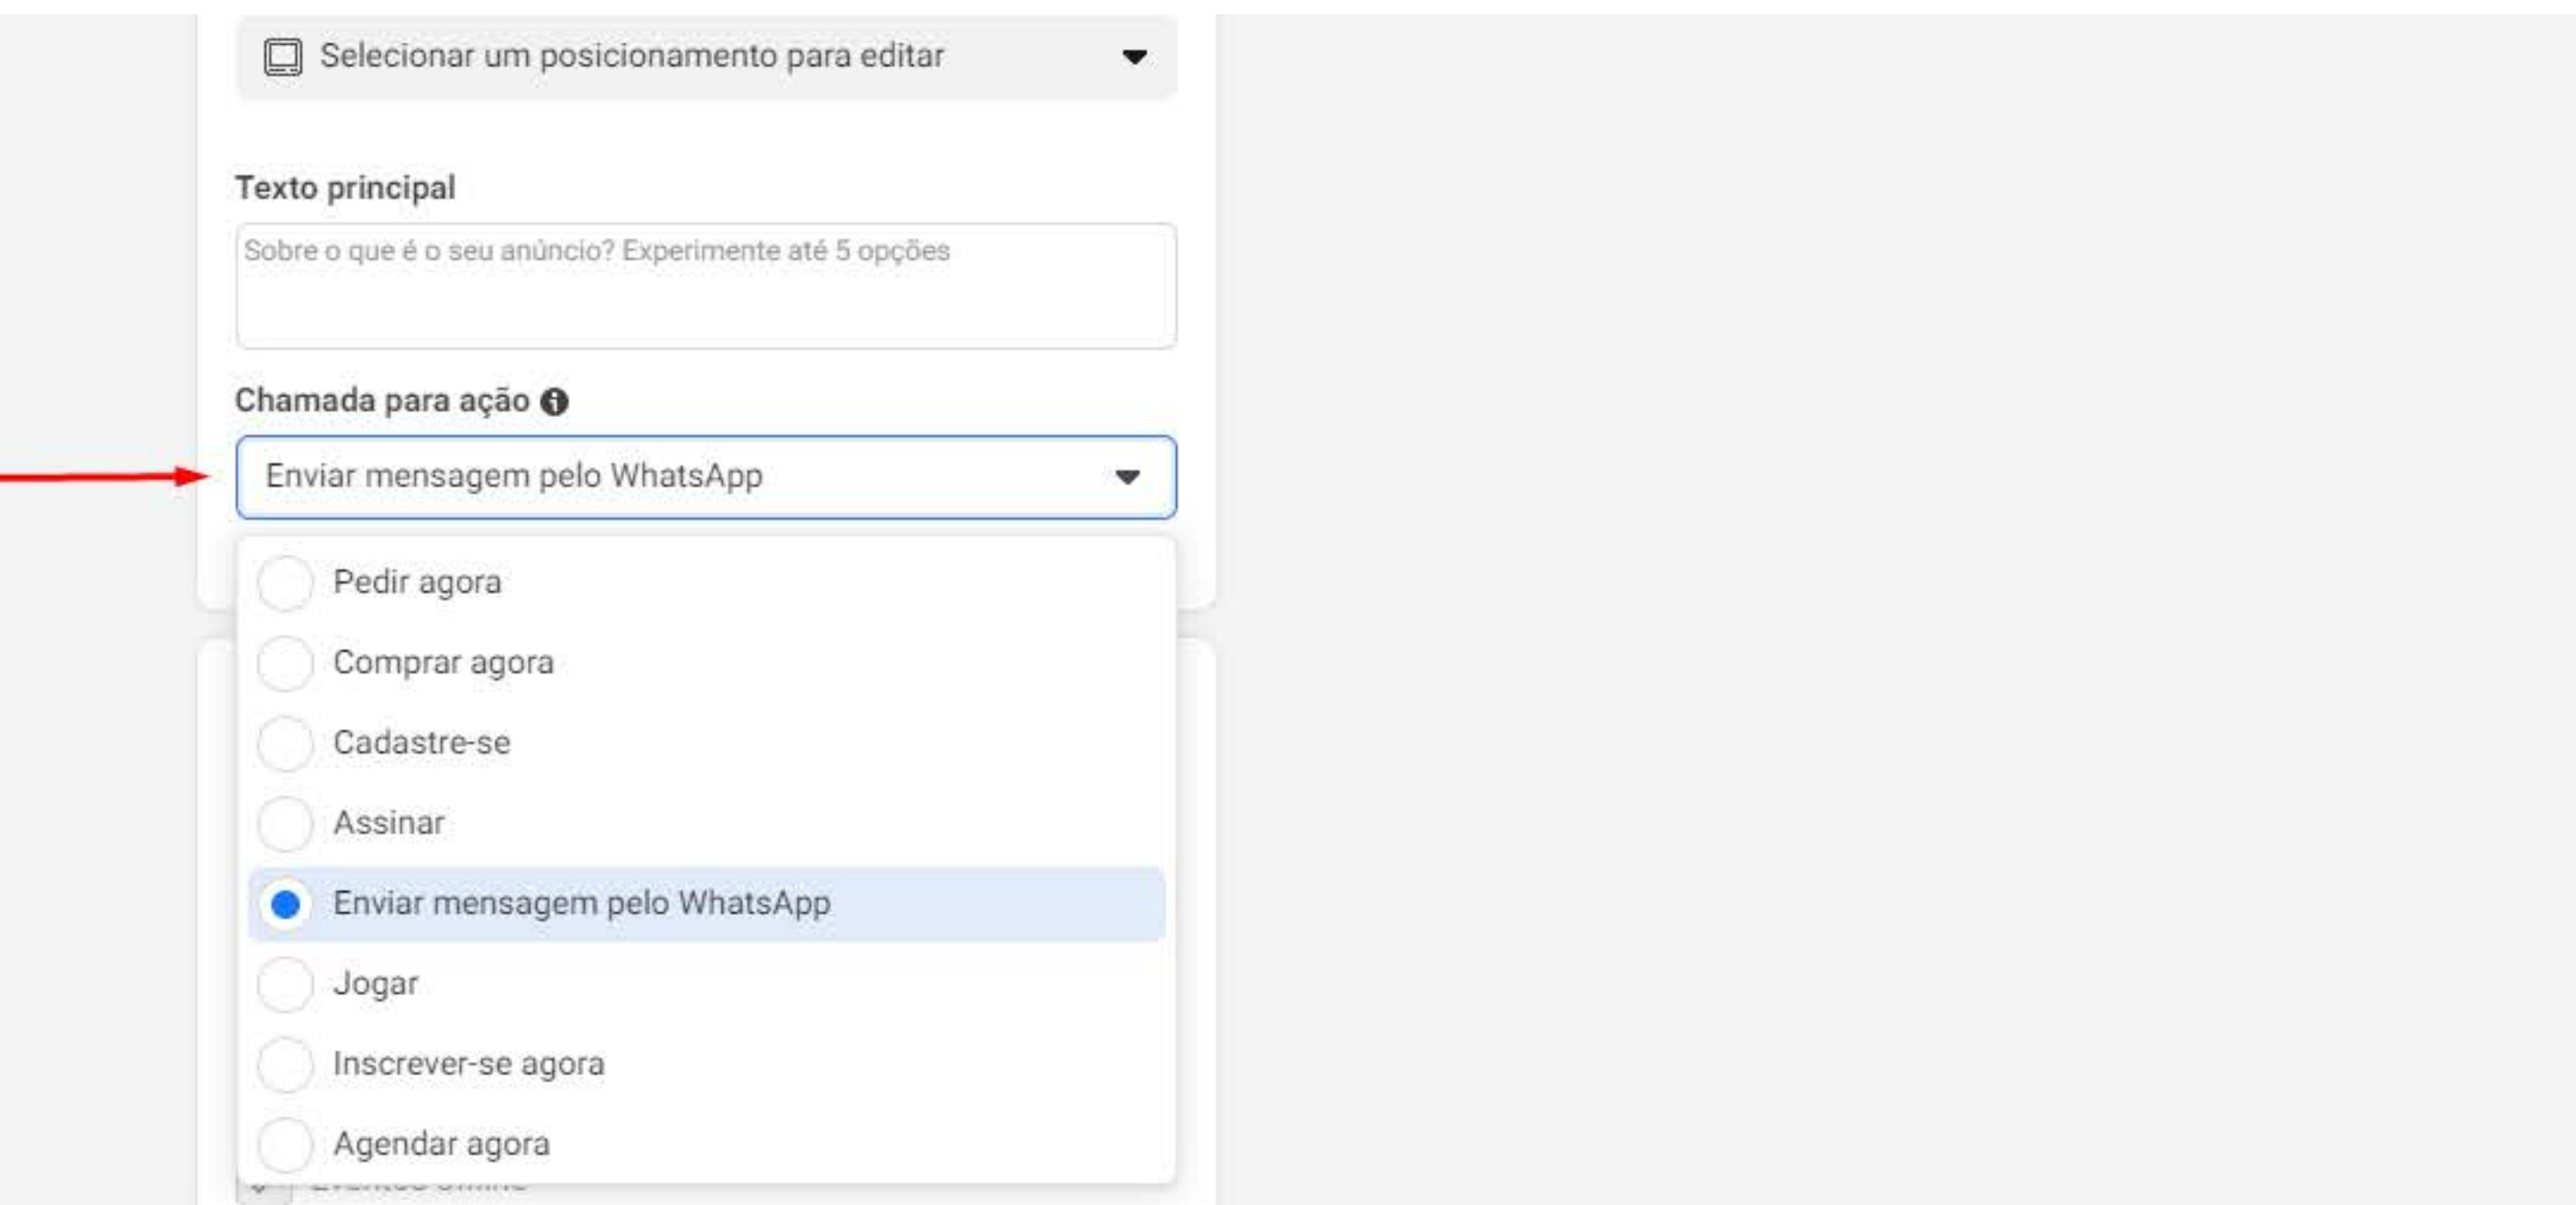 Selecionar um posicionamento para editar
Texto principal
Sobre o que é o seu anúncio? Experimente até 5 opções
Chamada para ação
Enviar mensagem pelo WhatsApp
Pedir agora
Comprar agora
Cadastre-se
Assinar
Enviar mensagem pelo WhatsApp
Jogar
Inscrever-se agora
Agendar agora